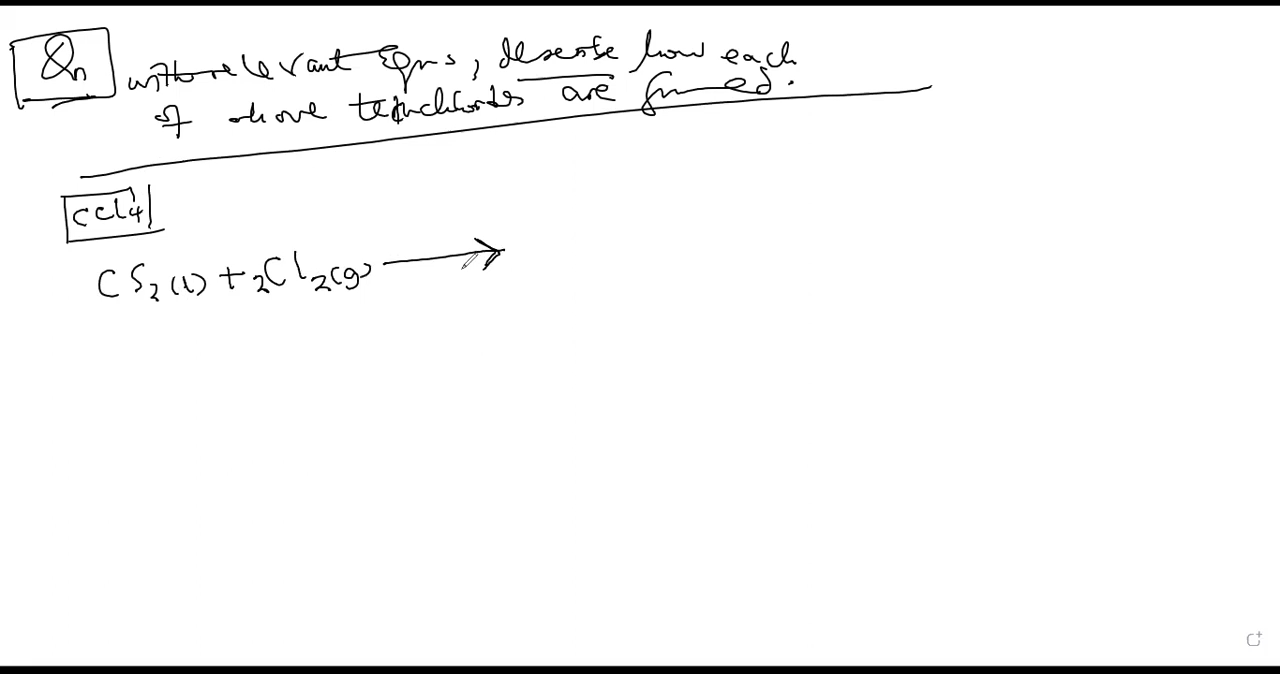 Qn with relevant Eqns, describe how each
of above tetrachlorides are formed.
CCl4
CS2(l) + 2Cl2(g) →